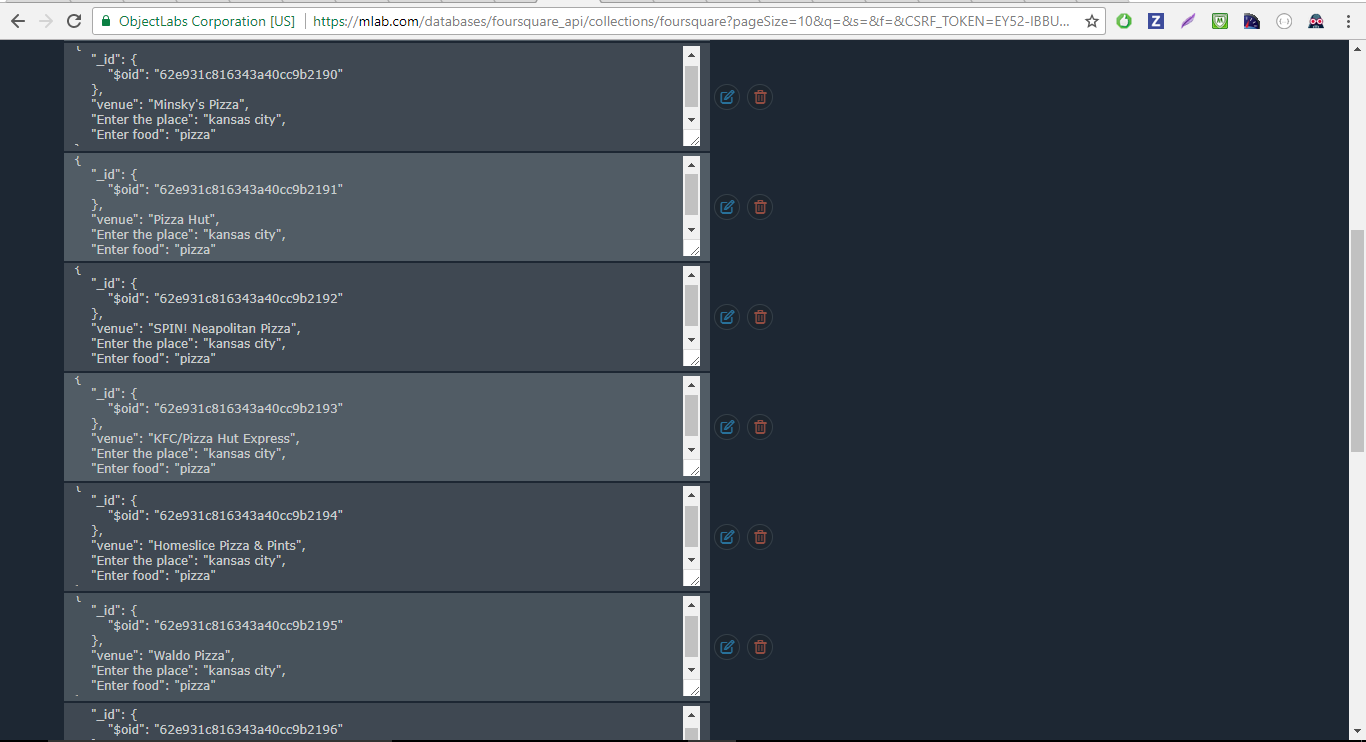 ObjectLabs Corporation [US] https://mlab.com/databases/foursquare_api/collections/foursquare?pageSize=10&q=&s=&f=&CSRF_TOKEN=EY52-IBBU...
{
"_id": {
"$oid": "62e931c816343a40cc9b2190"
},
"venue": "Minsky's Pizza",
"Enter the place": "kansas city",
"Enter food": "pizza"
{
"_id": {
"$oid": "62e931c816343a40cc9b2191"
},
"venue": "Pizza Hut",
"Enter the place": "kansas city",
"Enter food": "pizza"
{
"_id": {
"$oid": "62e931c816343a40cc9b2192"
},
"venue": "SPIN! Neapolitan Pizza",
"Enter the place": "kansas city",
"Enter food": "pizza"
{
"_id": {
"$oid": "62e931c816343a40cc9b2193"
},
"venue": "KFC/Pizza Hut Express",
"Enter the place": "kansas city",
"Enter food": "pizza"
{
"_id": {
"$oid": "62e931c816343a40cc9b2194"
},
"venue": "Homeslice Pizza & Pints",
"Enter the place": "kansas city",
"Enter food": "pizza"
{
"_id": {
"$oid": "62e931c816343a40cc9b2195"
},
"venue": "Waldo Pizza",
"Enter the place": "kansas city",
"Enter food": "pizza"
"_id": {
"$oid": "62e931c816343a40cc9b2196"